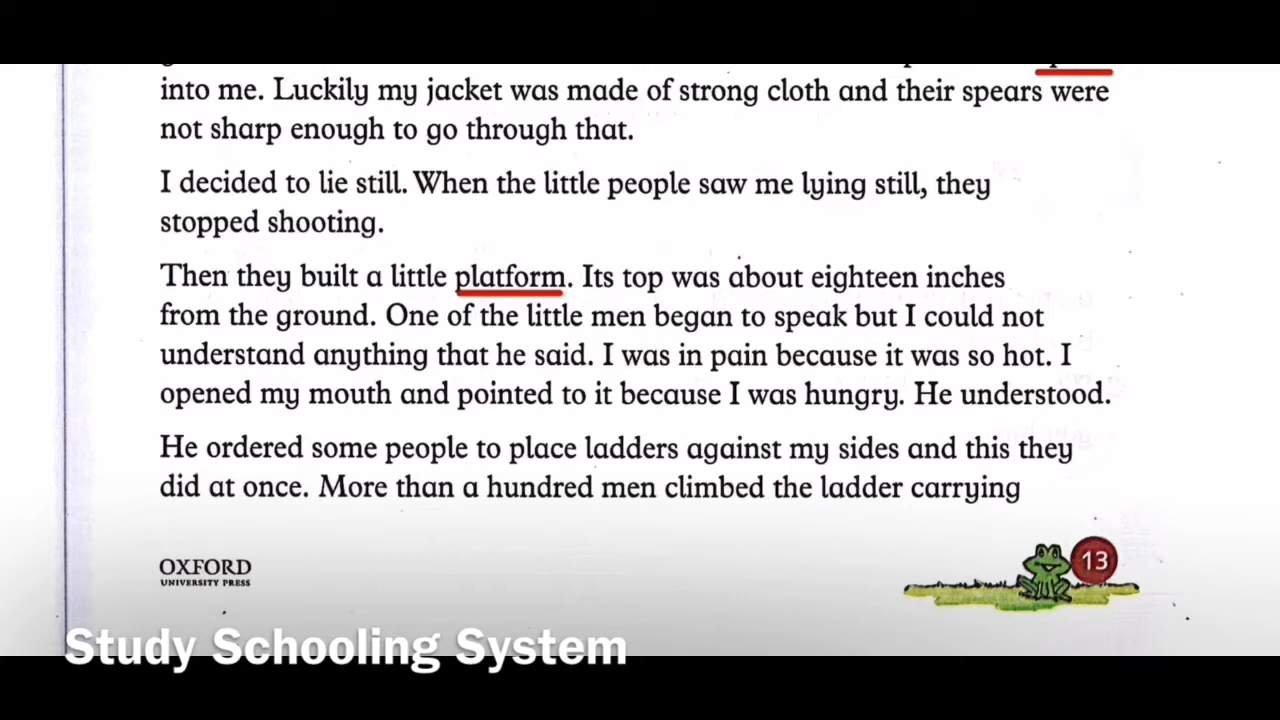 into me. Luckily my jacket was made of strong cloth and their spears were
not sharp enough to go through that.
I decided to lie still. When the little people saw me lying still, they
stopped shooting.
Then they built a little platform. Its top was about eighteen inches
from the ground. One of the little men began to speak but I could not
understand anything that he said. I was in pain because it was so hot. I
opened my mouth and pointed to it because I was hungry. He understood.
He ordered some people to place ladders against my sides and this they
did at once. More than a hundred men climbed the ladder carrying
OXFORD
UNIVERSITY PRESS
13
Study Schooling System